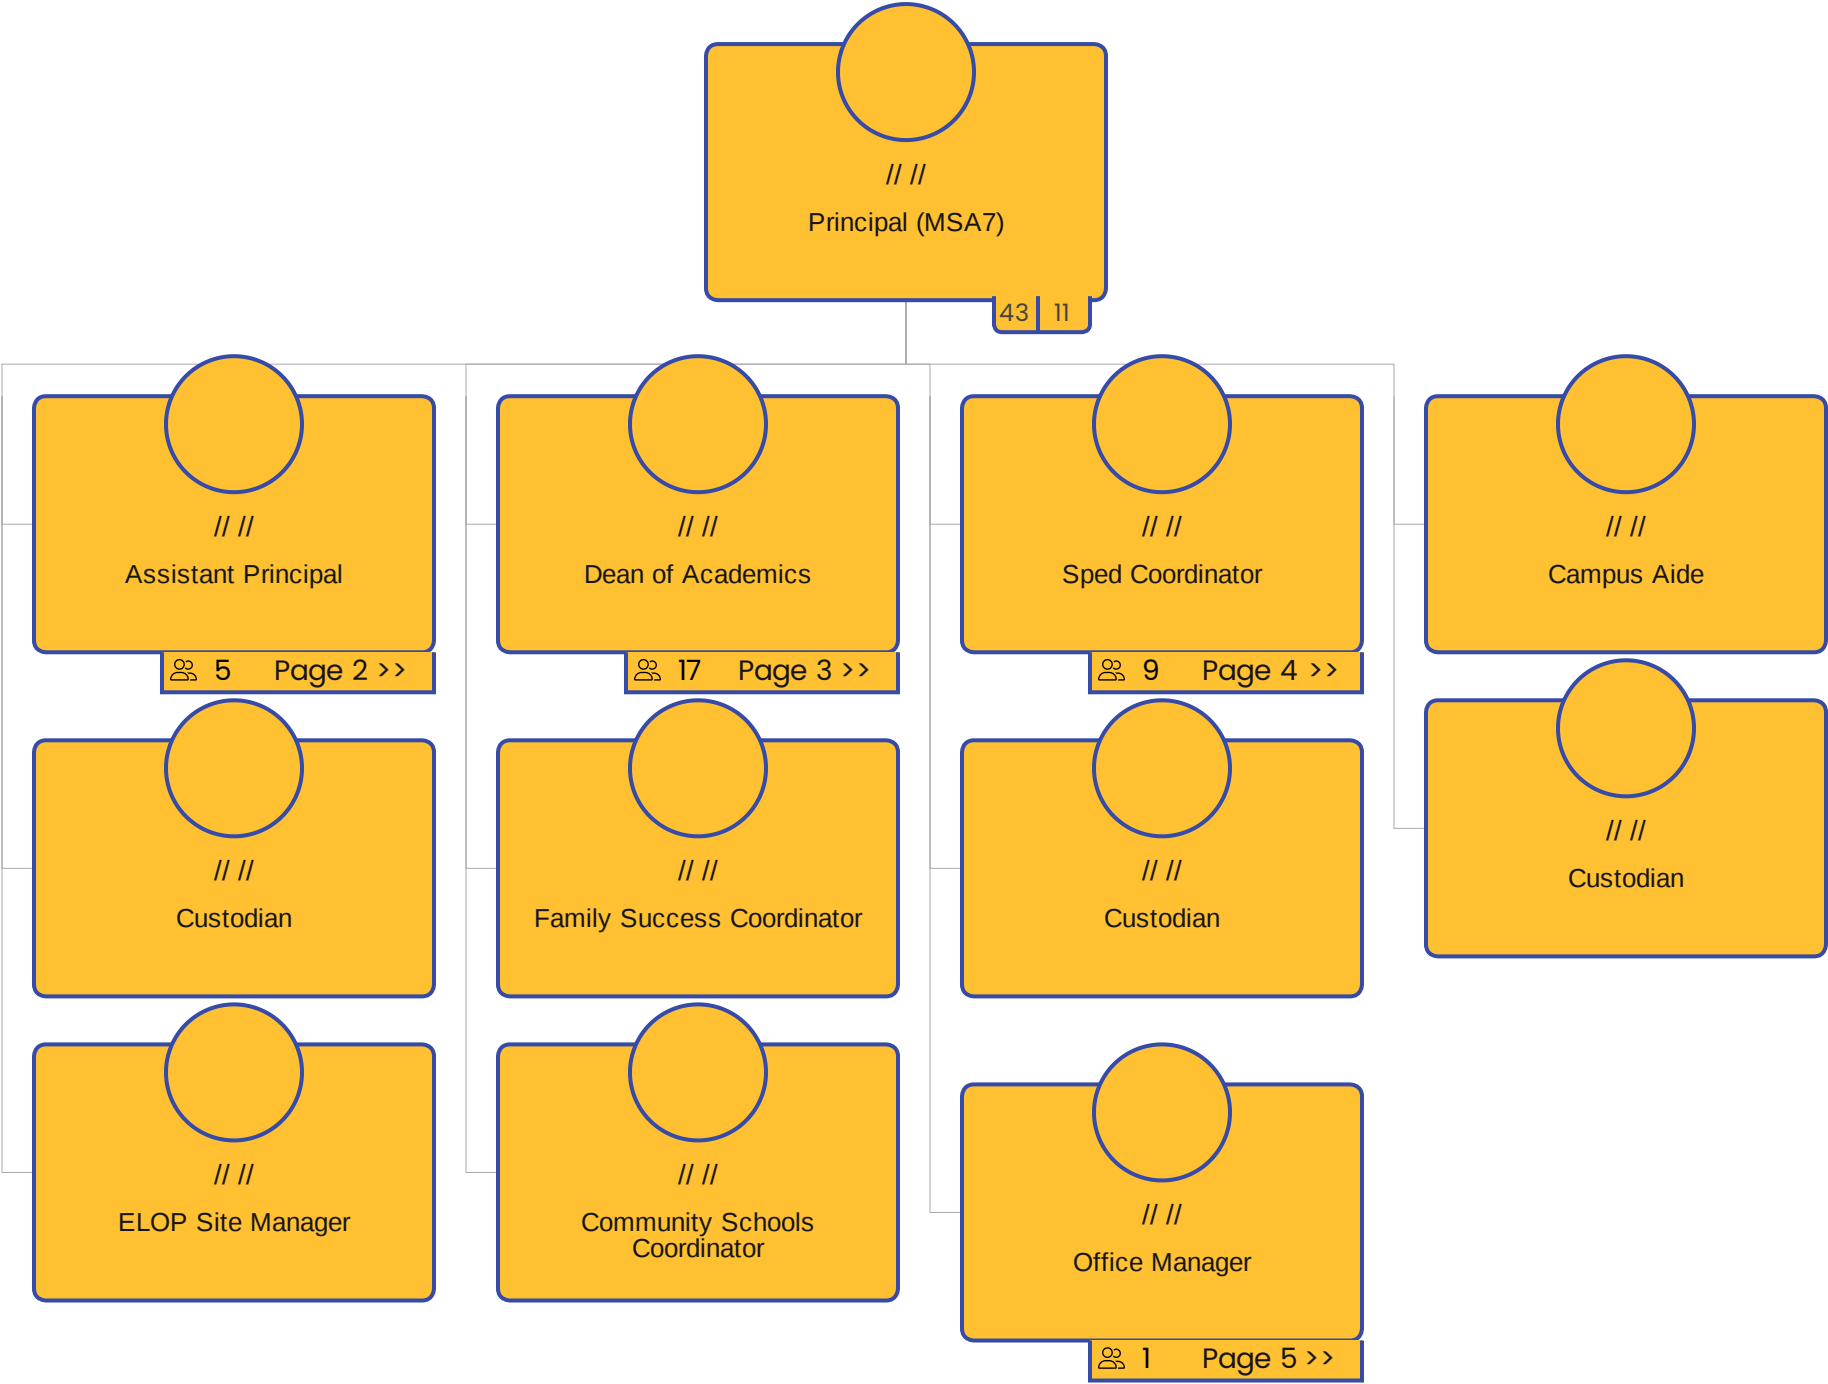 // //
Principal (MSA7)
43 11
// //
Assistant Principal
5 Page 2 >>
// //
Dean of Academics
17 Page 3 >>
// //
Sped Coordinator
9 Page 4 >>
// //
Campus Aide
// //
Custodian
// //
Family Success Coordinator
// //
Custodian
// //
Custodian
// //
ELOP Site Manager
// //
Community Schools
Coordinator
// //
Office Manager
1 Page 5 >>